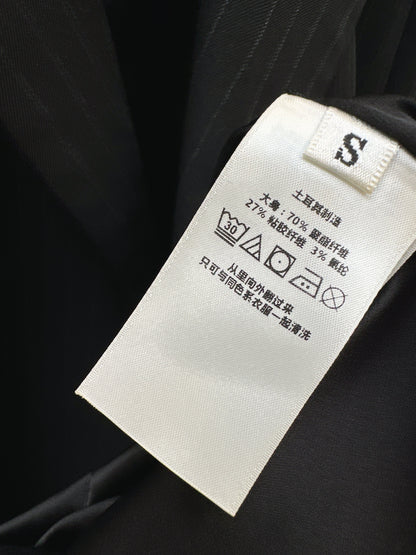 S
土耳其制造
大身：70% 聚酯纤维
27% 粘胶纤维 3% 氨纶
30
从里向外翻过来
只可与同色系衣服一起清洗